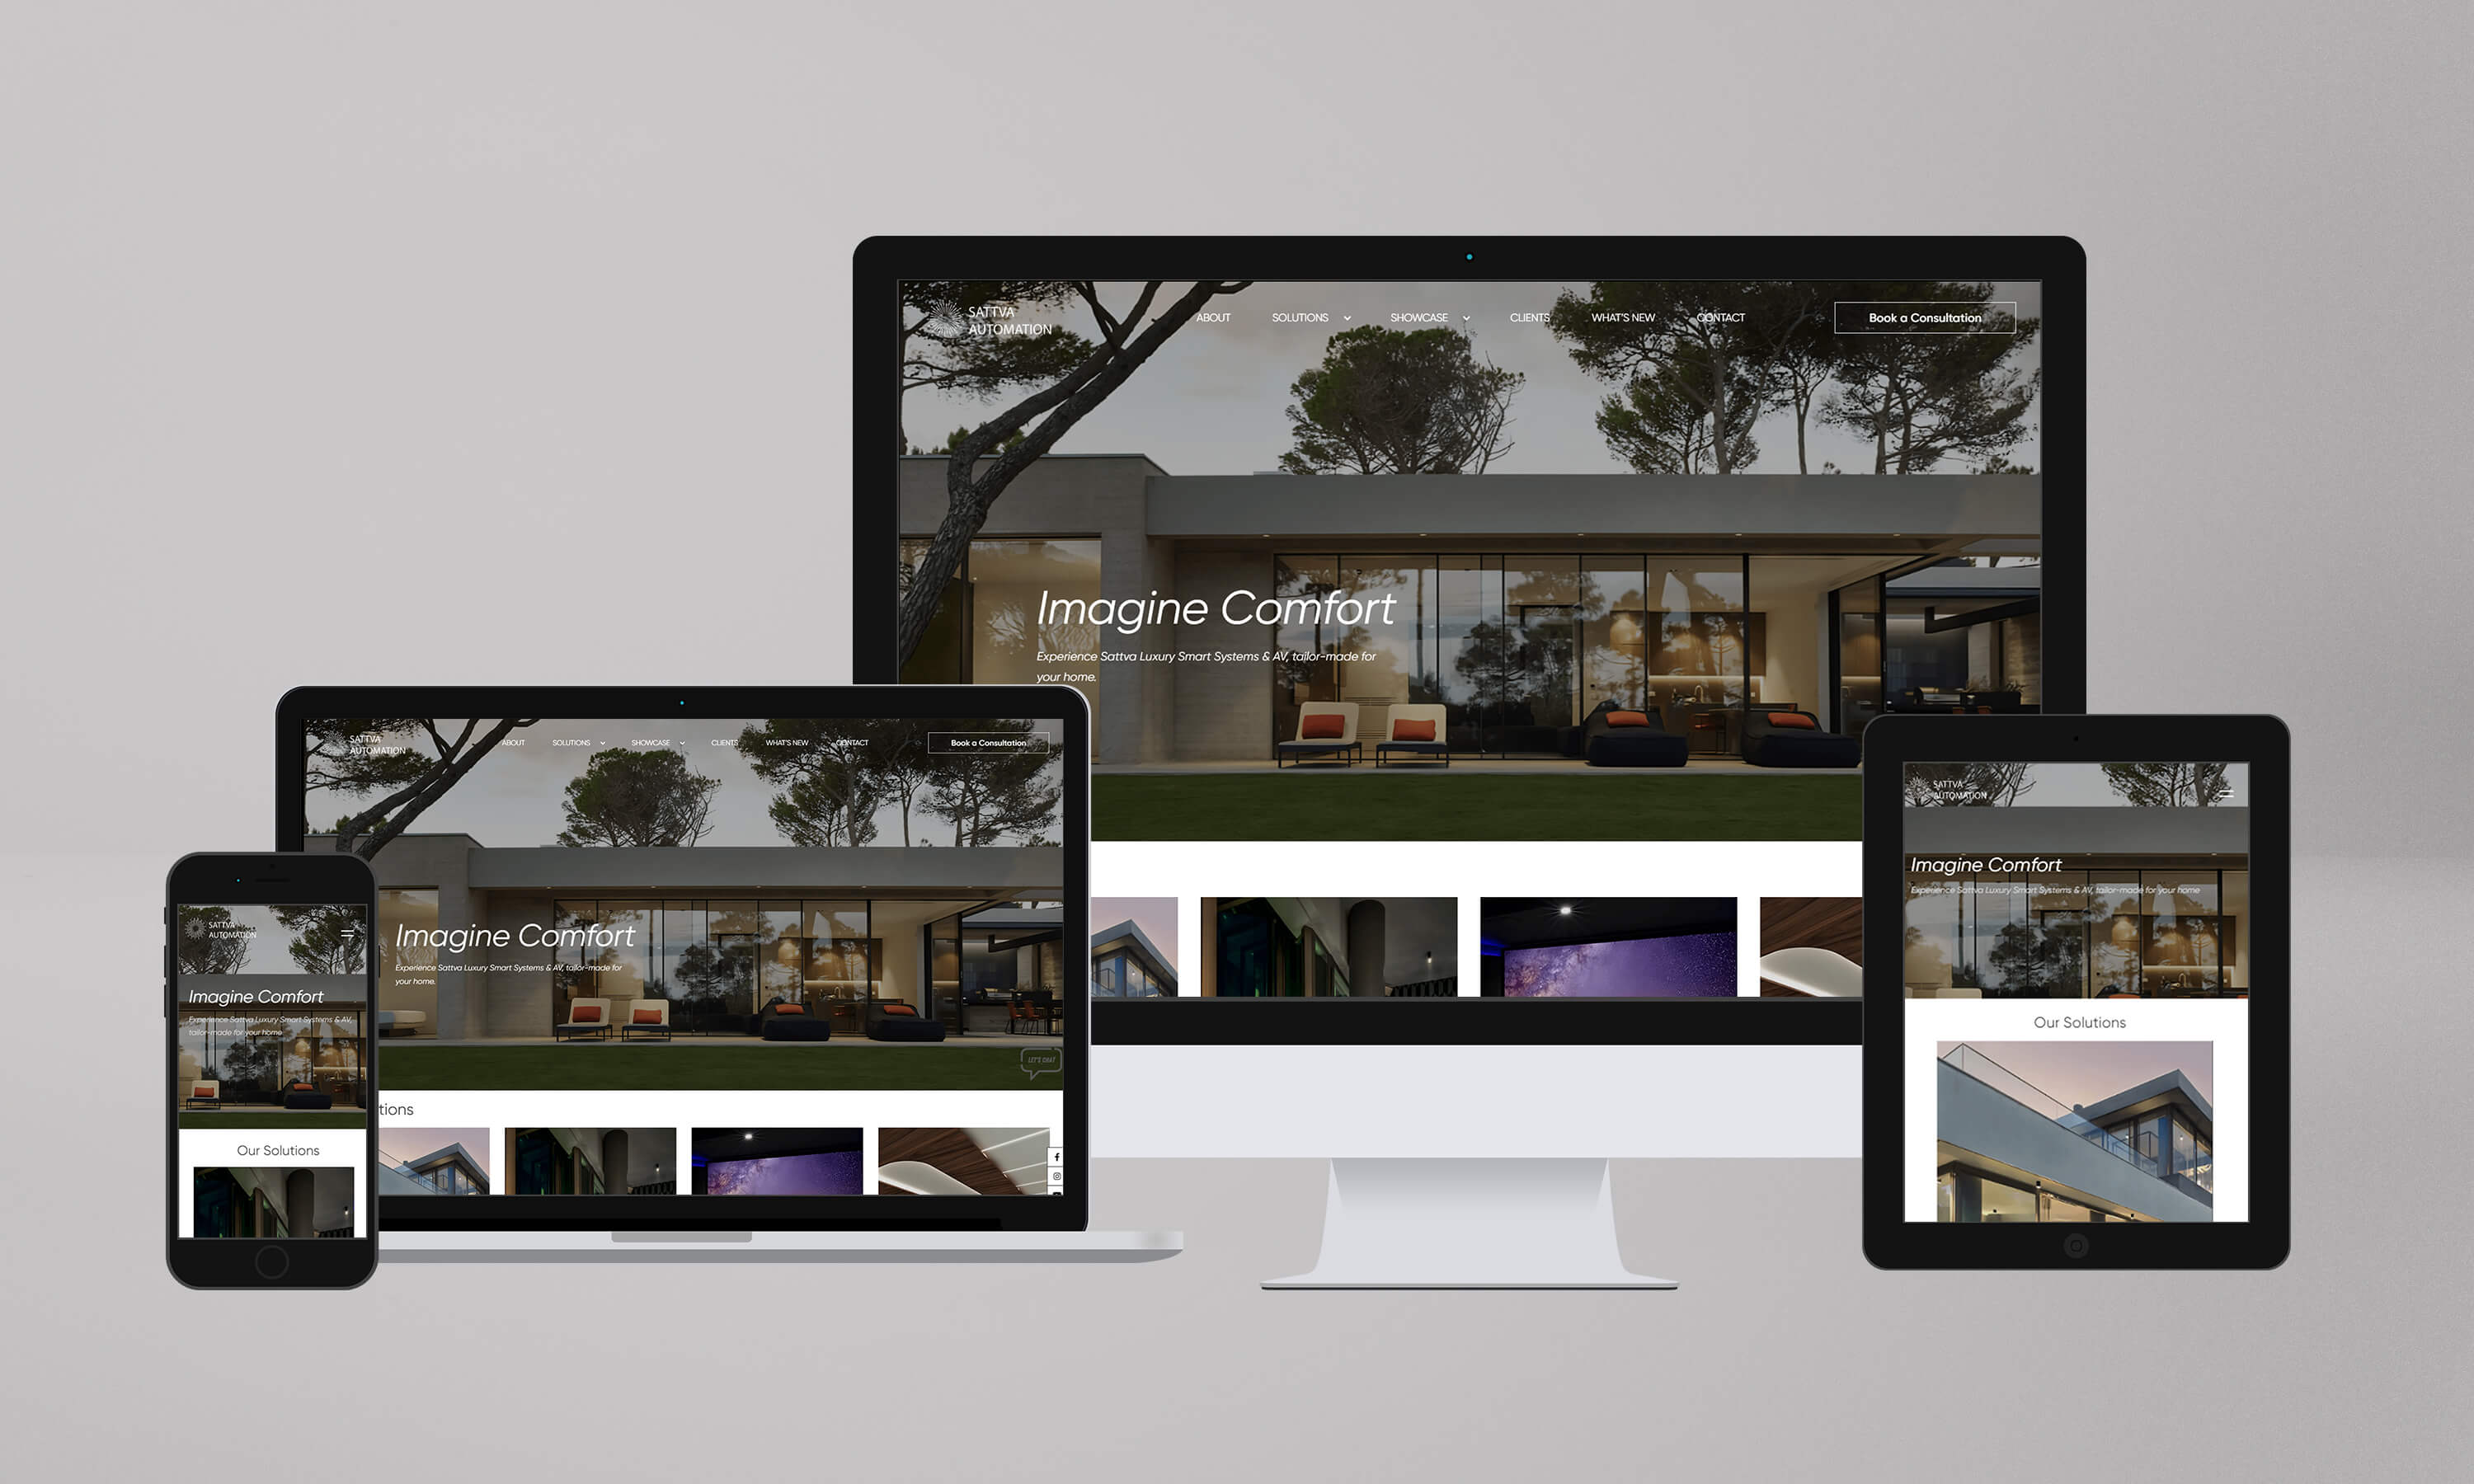 SATTVA
AUTOMATION
ABOUT SOLUTIONS SHOWCASE CLIENTS WHAT'S NEW CONTACT Book a Consultation
Imagine Comfort
Experience Sattva Luxury Smart Systems & AV, tailor-made for
your home.
SATTVA
AUTOMATION
ABOUT SOLUTIONS SHOWCASE CLIENTS WHAT'S NEW CONTACT Book a Consultation
Imagine Comfort
Experience Sattva Luxury Smart Systems & AV, tailor-made for
your home.
LET'S CHAT
tions
SATTVA
AUTOMATION
Imagine Comfort
Experience Sattva Luxury Smart Systems & AV,
tailor-made for your home
Our Solutions
SATTVA
AUTOMATION
Imagine Comfort
Experience Sattva Luxury Smart Systems & AV, tailor-made for your home
Our Solutions